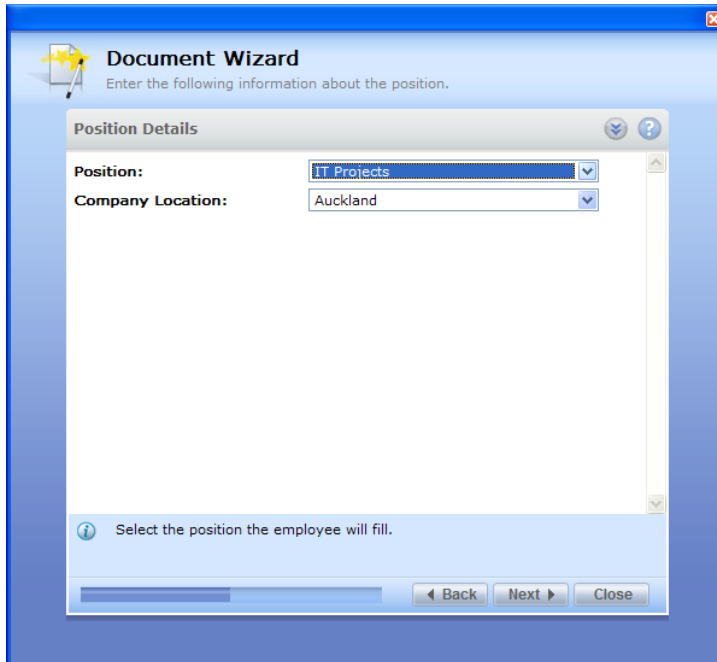 Document Wizard
Enter the following information about the position.
Position Details
Position: IT Projects
Company Location: Auckland
Select the position the employee will fill.
Back Next Close